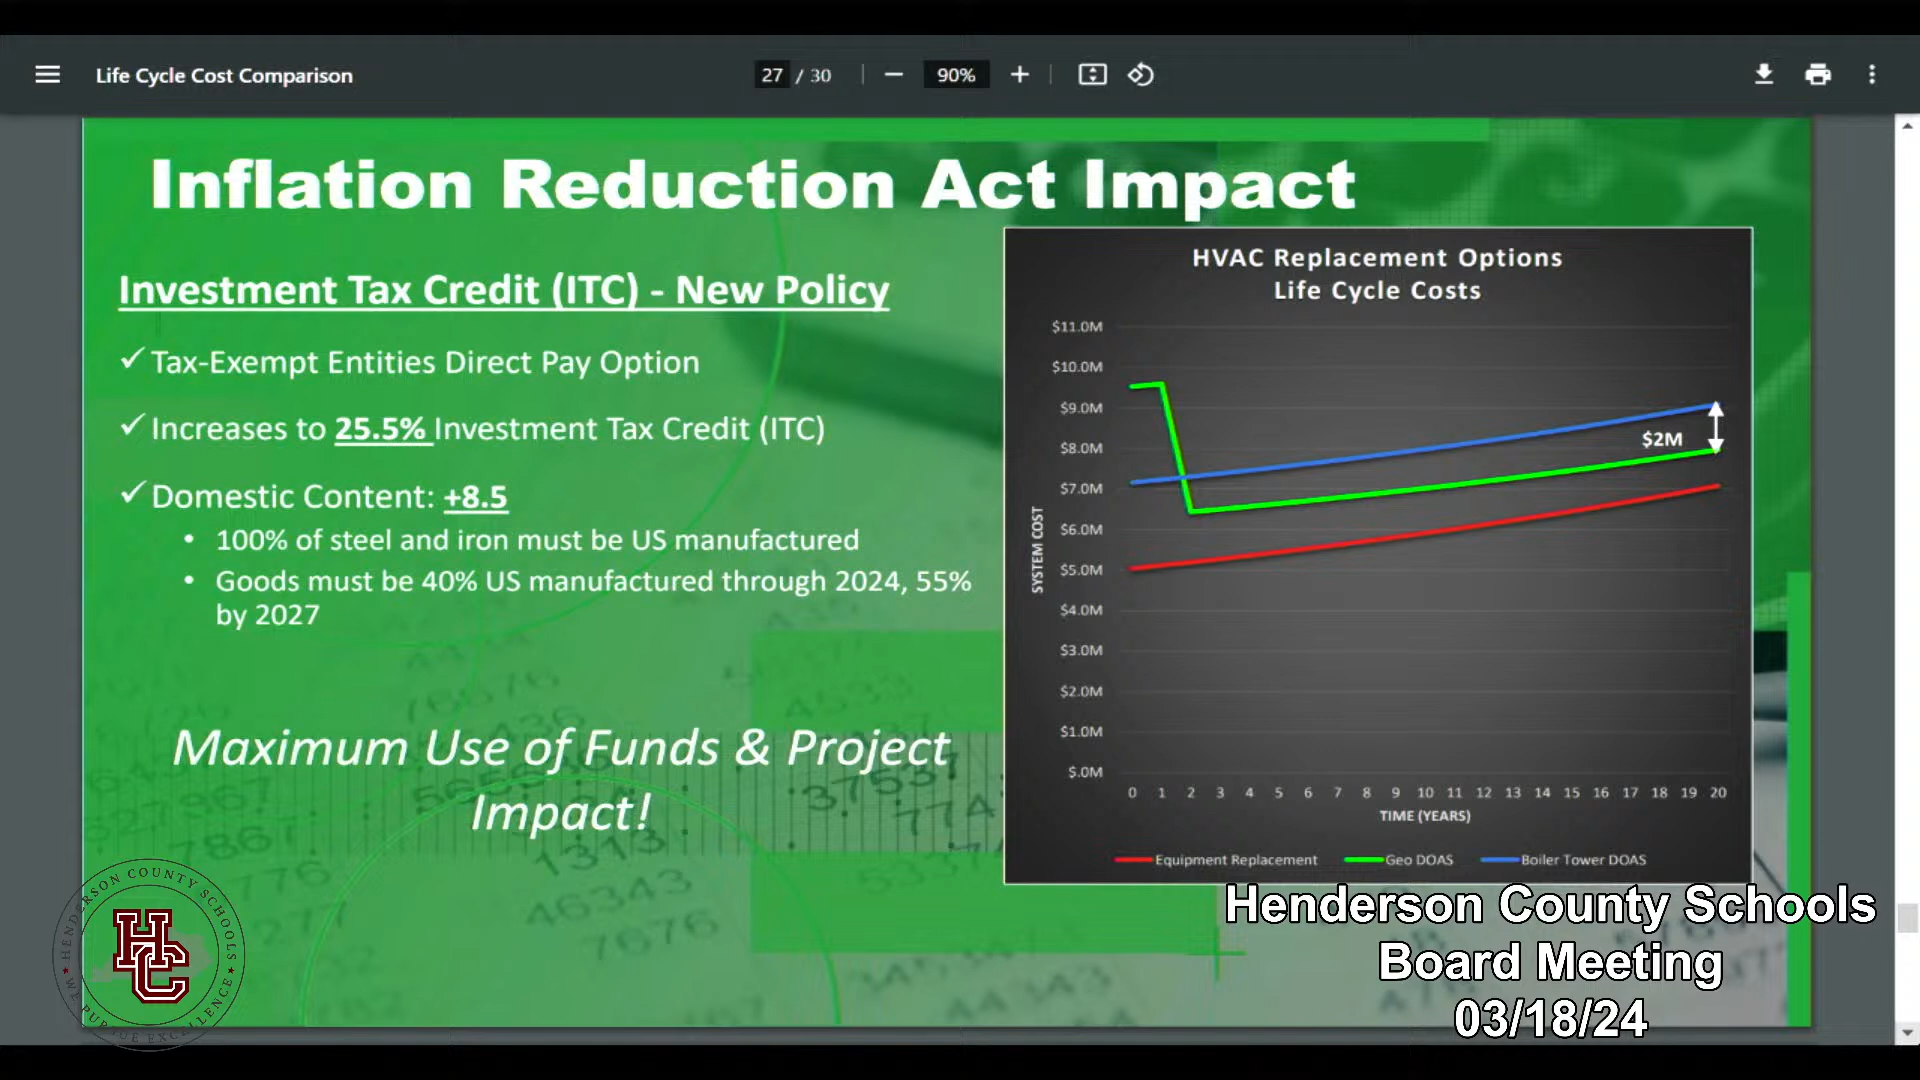 Life Cycle Cost Comparison
27 / 30
90%
Inflation Reduction Act Impact
Investment Tax Credit (ITC) - New Policy
✓ Tax-Exempt Entities Direct Pay Option
✓ Increases to 25.5% Investment Tax Credit (ITC)
✓ Domestic Content: +8.5
• 100% of steel and iron must be US manufactured
• Goods must be 40% US manufactured through 2024, 55%
by 2027
Maximum Use of Funds & Project
Impact!
HVAC Replacement Options
Life Cycle Costs
$11.0M
$10.0M
$9.0M
$8.0M
$7.0M
$6.0M
$5.0M
$4.0M
$3.0M
$2.0M
$1.0M
$.0M
SYSTEM COST
$2M
0 1 2 3 4 5 6 7 8 9 10 11 12 13 14 15 16 17 18 19 20
TIME (YEARS)
Equipment Replacement Geo DOAS Boiler Tower DOAS
HENDERSON COUNTY SCHOOLS
HC
WE PURSUE EXCELLENCE
Henderson County Schools
Board Meeting
03/18/24